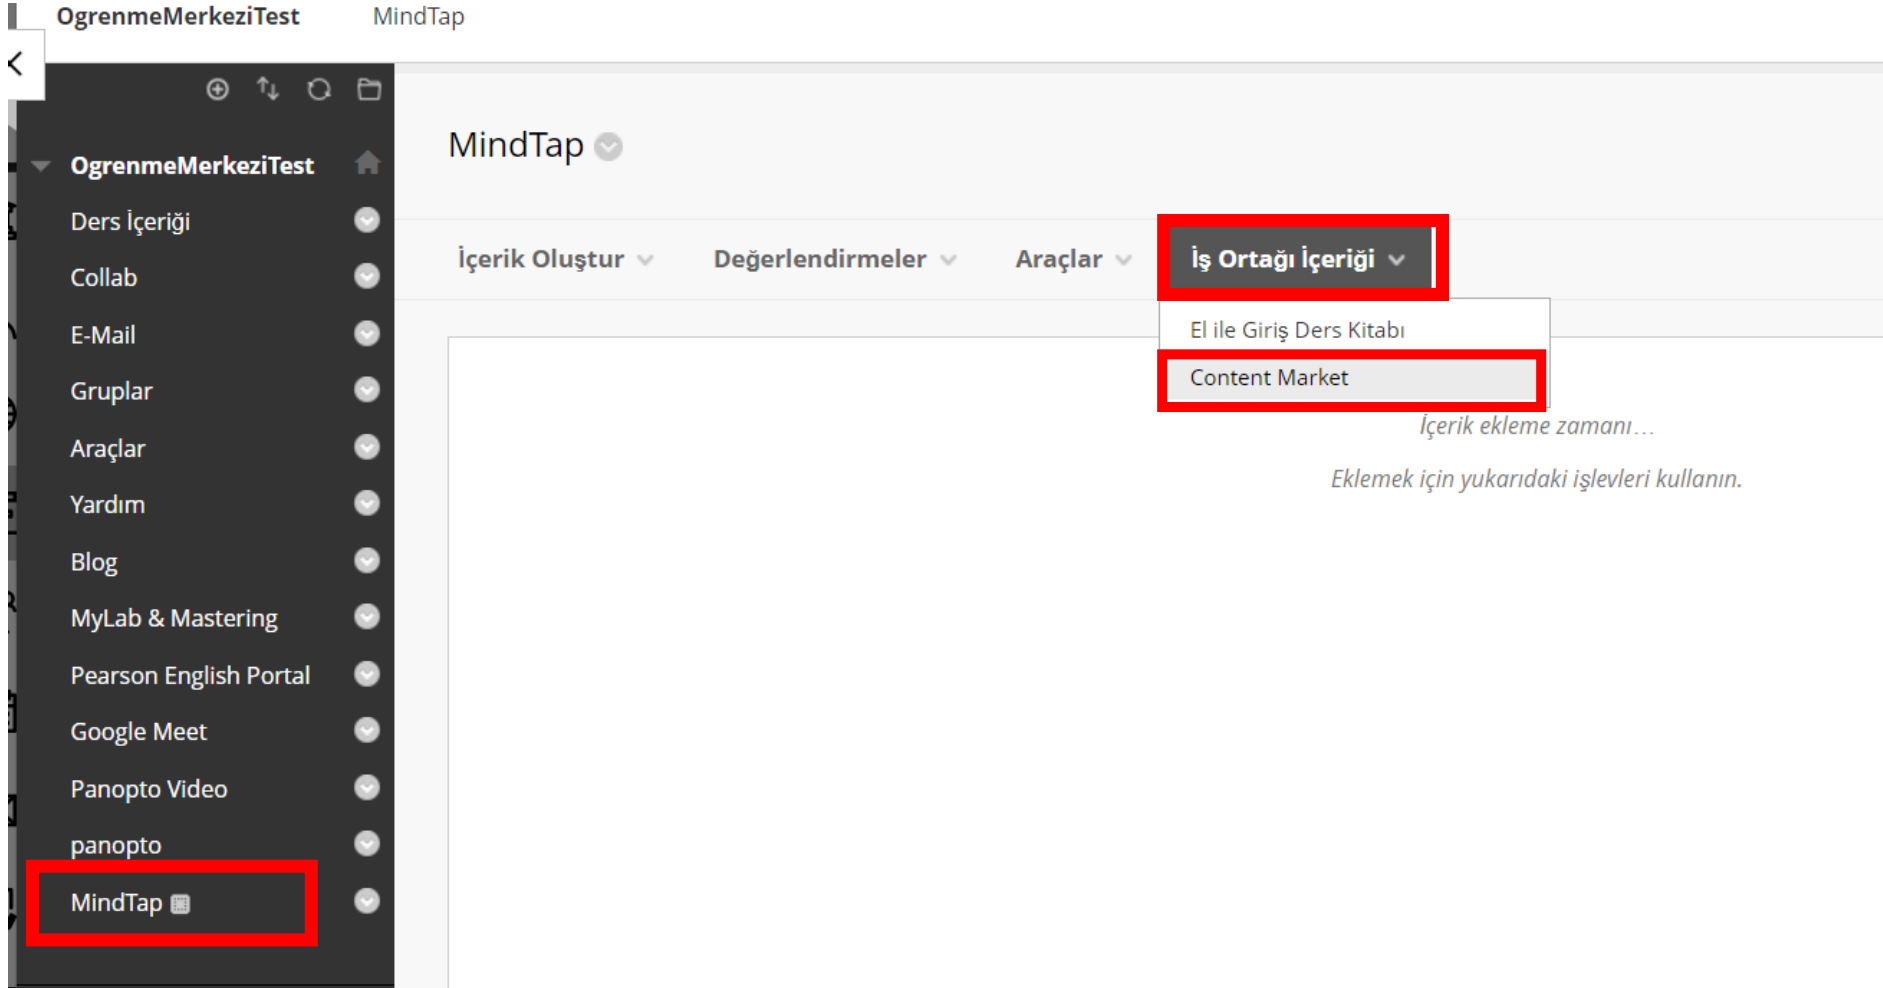 OgrenmeMerkeziTest MindTap
OgrenmeMerkeziTest
Ders İçeriği
Collab
E-Mail
Gruplar
Araçlar
Yardım
Blog
MyLab & Mastering
Pearson English Portal
Google Meet
Panopto Video
panopto
MindTap
MindTap
İçerik Oluştur Değerlendirmeler Araçlar İş Ortağı İçeriği
El ile Giriş Ders Kitabı
Content Market
İçerik ekleme zamanı...
Eklemek için yukarıdaki işlevleri kullanın.